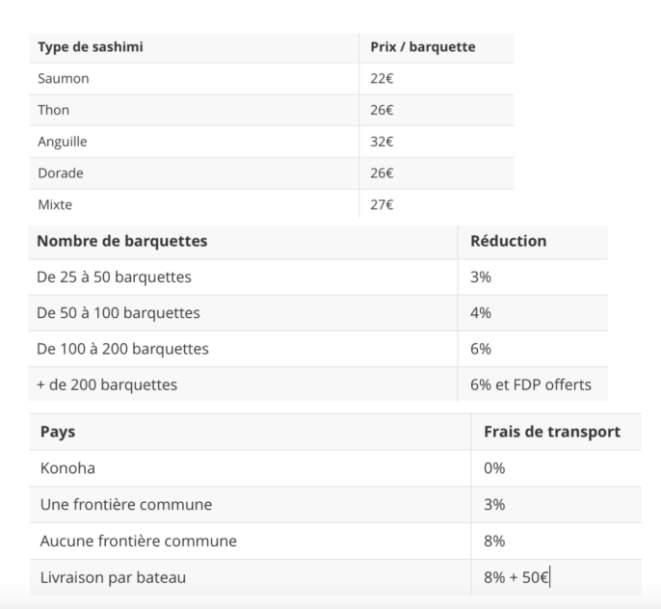 Type de sashimi Prix / barquette
Saumon 22€
Thon 26€
Anguille 32€
Dorade 26€
Mixte 27€
Nombre de barquettes Réduction
De 25 à 50 barquettes 3%
De 50 à 100 barquettes 4%
De 100 à 200 barquettes 6%
+ de 200 barquettes 6% et FDP offerts
Pays Frais de transport
Konoha 0%
Une frontière commune 3%
Aucune frontière commune 8%
Livraison par bateau 8% + 50€